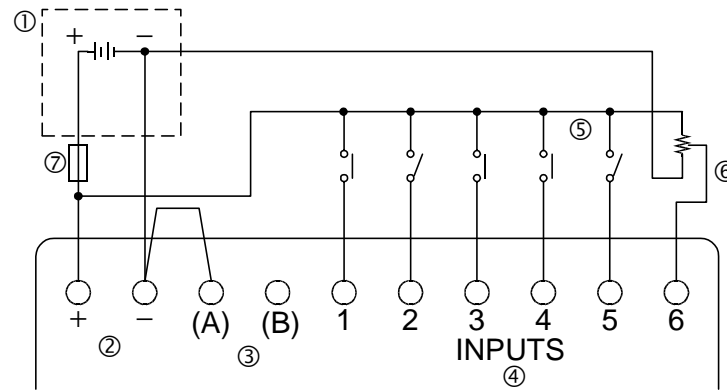 ① + −
⑤
⑦ ⑥
+ − (A) (B) 1 2 3 4 5 6
② ③ INPUTS
④